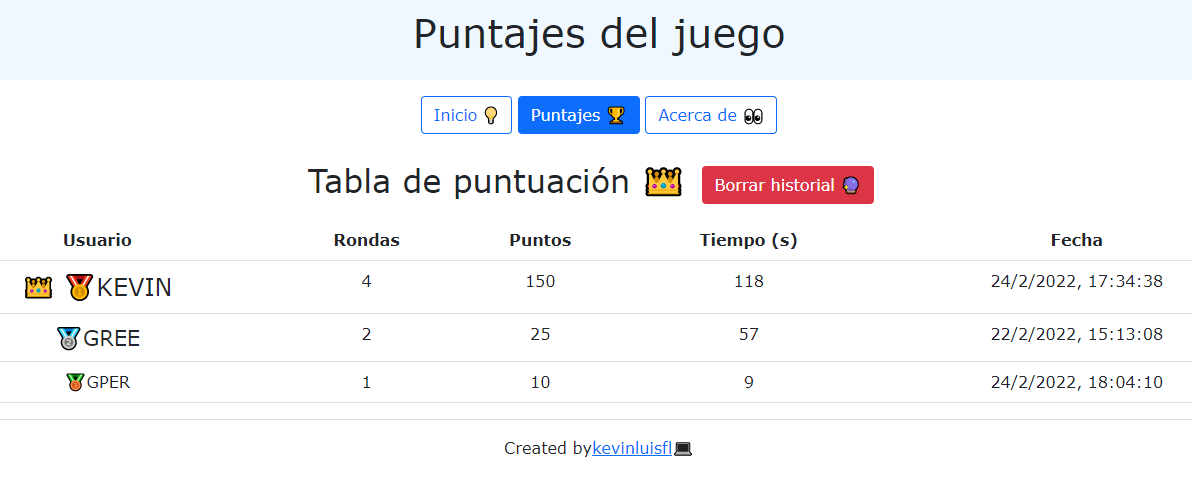 Puntajes del juego
Inicio Puntajes Acerca de
Tabla de puntuación Borrar historial
Usuario Rondas Puntos Tiempo (s) Fecha
KEVIN 4 150 118 24/2/2022, 17:34:38
GREE 2 25 57 22/2/2022, 15:13:08
GPER 1 10 9 24/2/2022, 18:04:10
Created bykevinluisfl